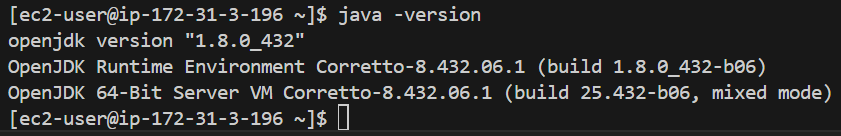 [ec2-user@ip-172-31-3-196 ~]$ java -version
openjdk version "1.8.0_432"
OpenJDK Runtime Environment Corretto-8.432.06.1 (build 1.8.0_432-b06)
OpenJDK 64-Bit Server VM Corretto-8.432.06.1 (build 25.432-b06, mixed mode)
[ec2-user@ip-172-31-3-196 ~]$